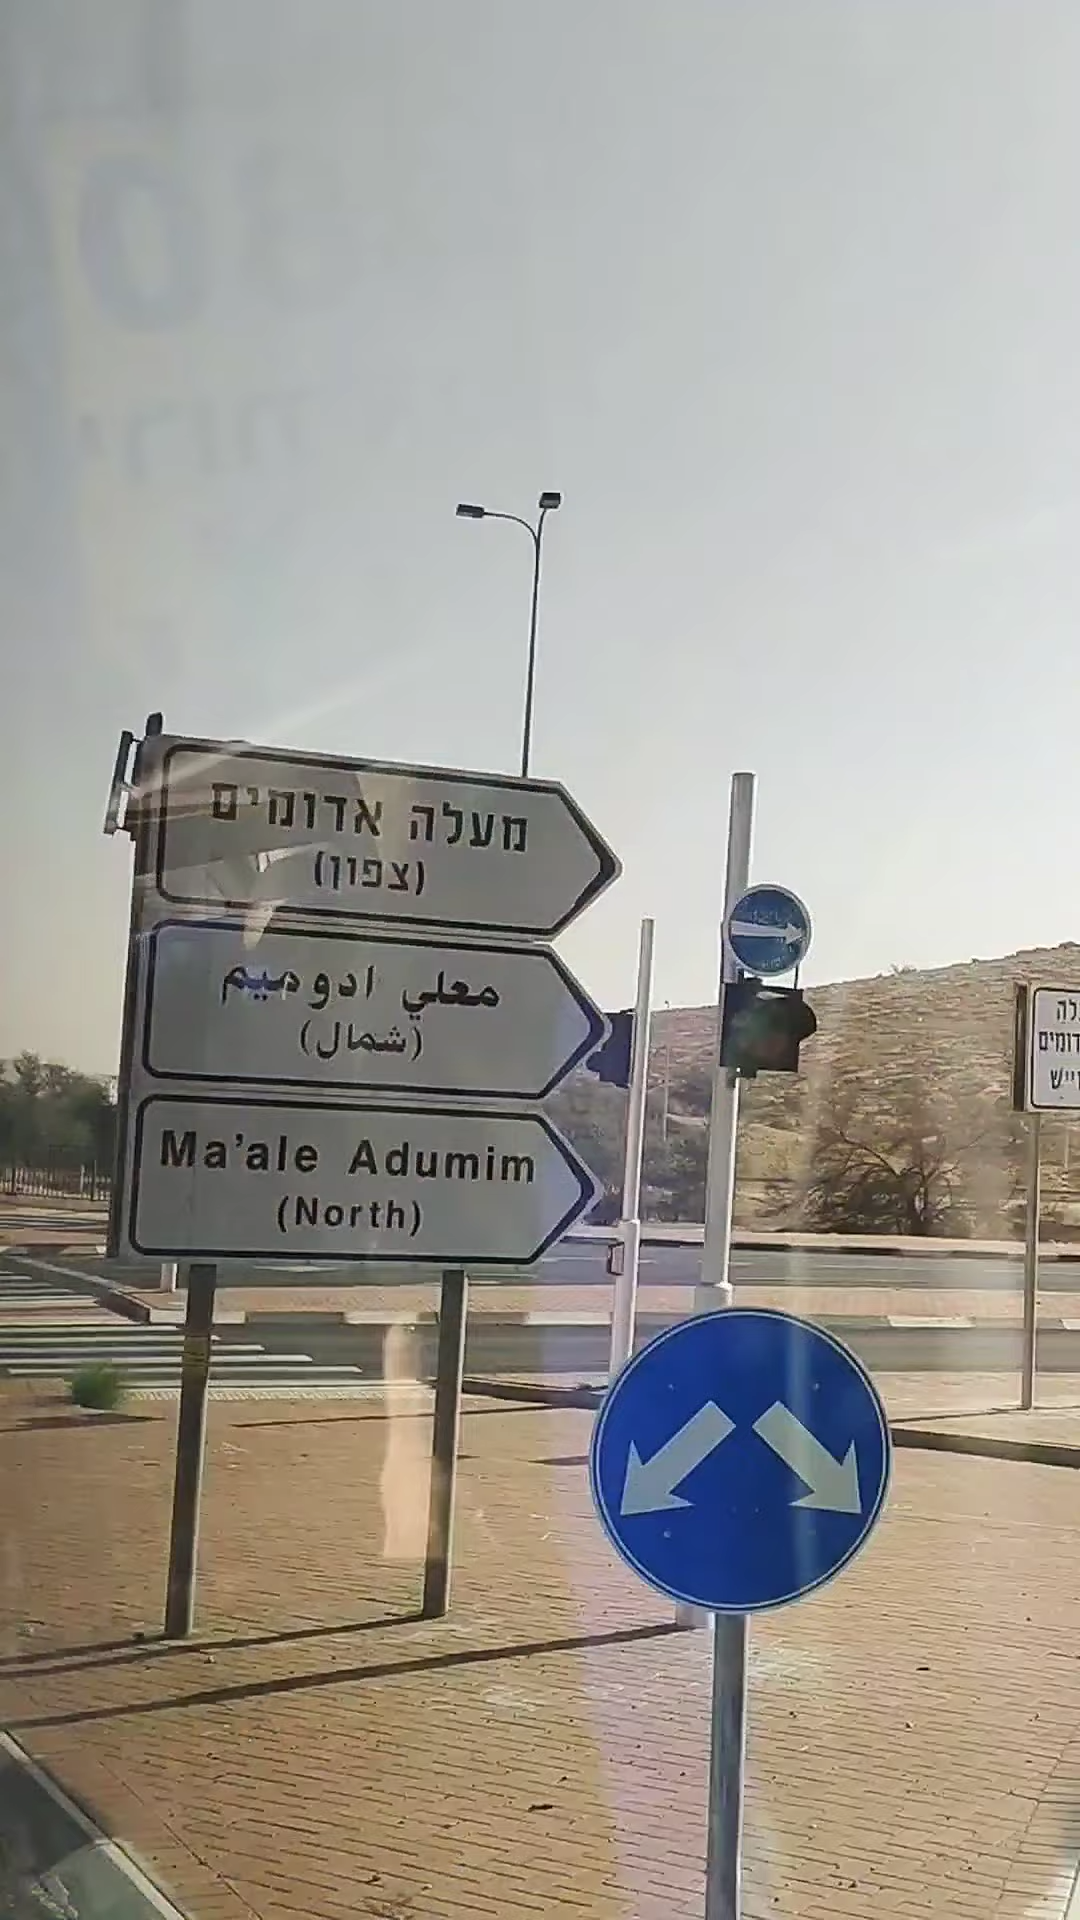 מעלה אדומים
(צפון)
معلي ادوميم
(شمال)
Ma'ale Adumim
(North)